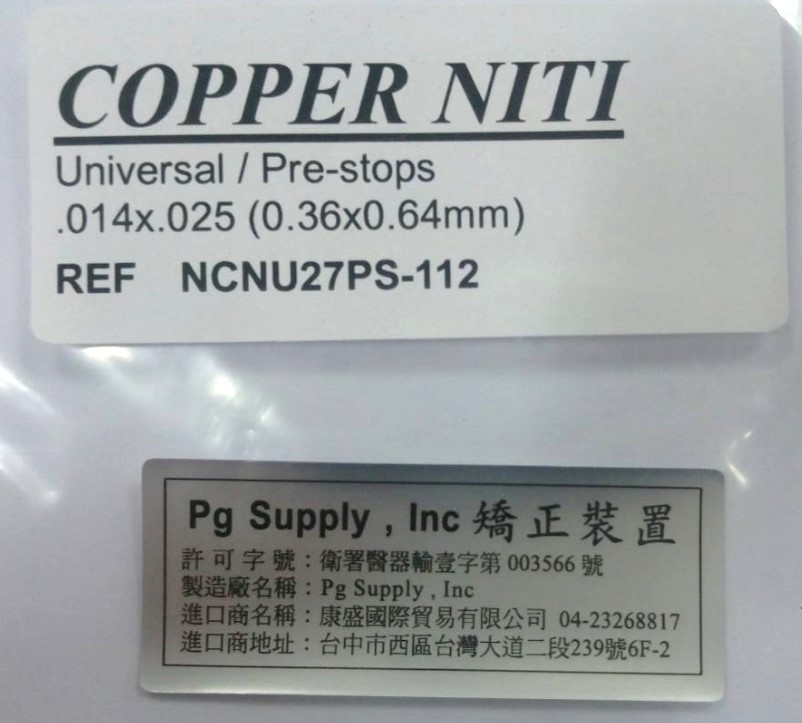 COPPER NITI
Universal / Pre-stops
.014x.025 (0.36x0.64mm)
REF NCNU27PS-112
Pg Supply , Inc 矯正裝置
許可字號：衛署醫器輸壹字第 003566 號
製造廠名稱：Pg Supply , Inc
進口商名稱：康盛國際貿易有限公司 04-23268817
進口商地址：台中市西區台灣大道二段239號6F-2